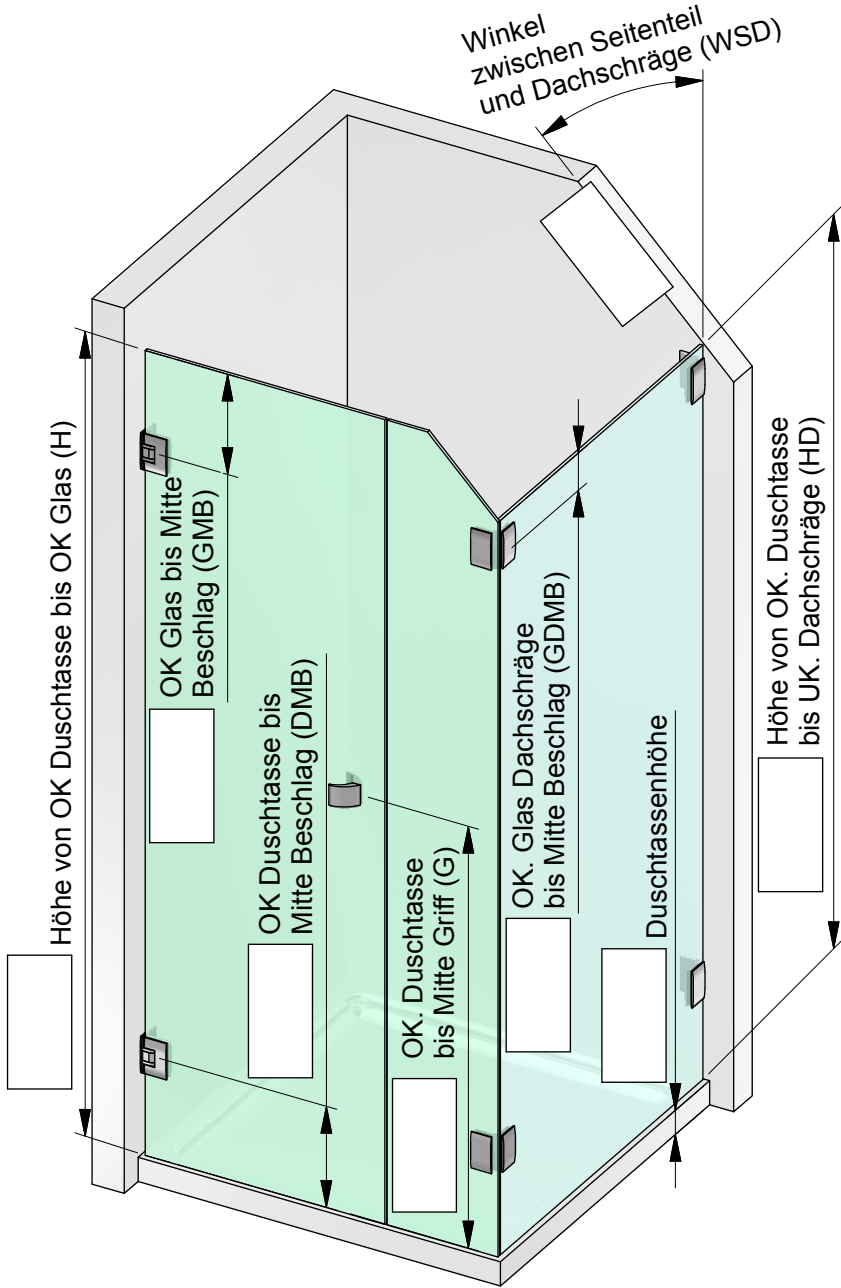 Winkel
zwischen Seitenteil
und Dachschräge (WSD)
Höhe von OK Duschtasse bis OK Glas (H)
OK Glas bis Mitte
Beschlag (GMB)
OK Duschtasse bis
Mitte Beschlag (DMB)
OK. Duschtasse
bis Mitte Griff (G)
OK. Glas Dachschräge
bis Mitte Beschlag (GDMB)
Duschtassenhöhe
Höhe von OK. Duschtasse
bis UK. Dachschräge (HD)